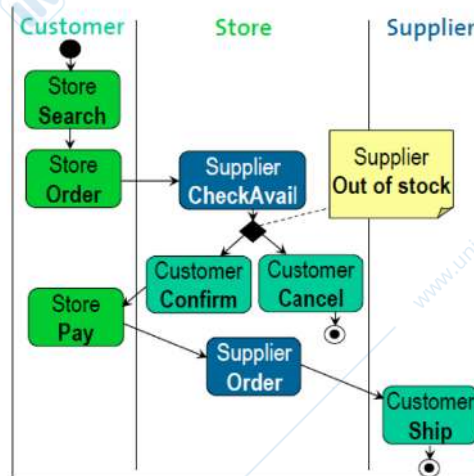 Customer
Store
Supplier
Store
Search
Store
Order
Supplier
CheckAvail
Supplier
Out of stock
Customer
Confirm
Customer
Cancel
Store
Pay
Supplier
Order
Customer
Ship